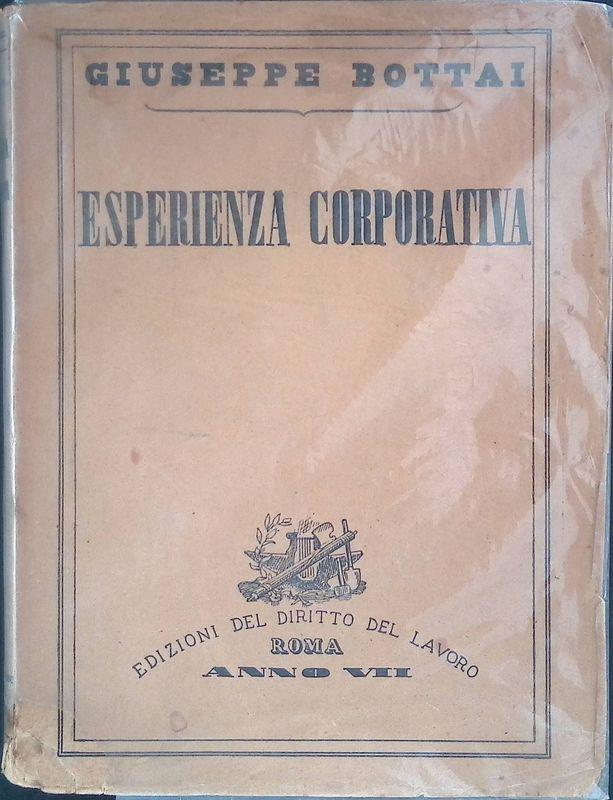 GIUSEPPE BOTTAI
ESPERIENZA CORPORATIVA
EDIZIONI DEL DIRITTO DEL LAVORO
ROMA
ANNO VII